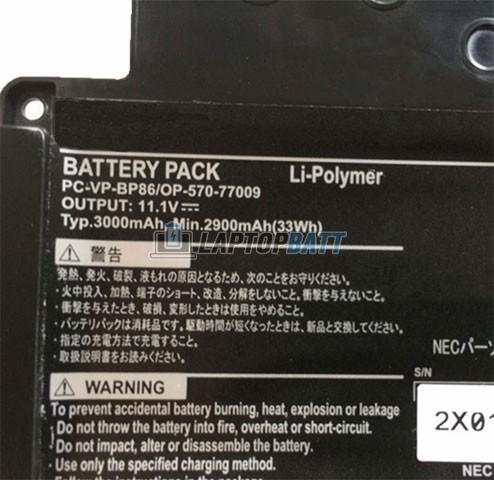 BATTERY PACK Li-Polymer
PC-VP-BP86/OP-570-77009
OUTPUT: 11.1V⎓
Typ.3000mAh Min.2900mAh(33Wh)
LAPTOPBATT
⚠ 警告
発熱、発火、破裂、液もれの原因となるため、次のことをお守りください。
・火中投入、加熱、端子のショート、改造、分解をしないこと。衝撃を与えないこと。
・衝撃を与えたとき、破損、変形したときは使用をやめること。
・バッテリパックは消耗品です。駆動時間が短くなったときは、新品と交換してください。
・指定の充電方法で充電すること。
・取扱説明書をお読みください。
NECパーソ
S/N
2X01
⚠ WARNING
To prevent accidental battery burning, heat, explosion or leakage
Do not throw the battery into fire, overheat or short-circuit.
Do not impact, alter or disassemble the battery.
Use only the specified charging method.
Follow the instructions in the package.
NEC